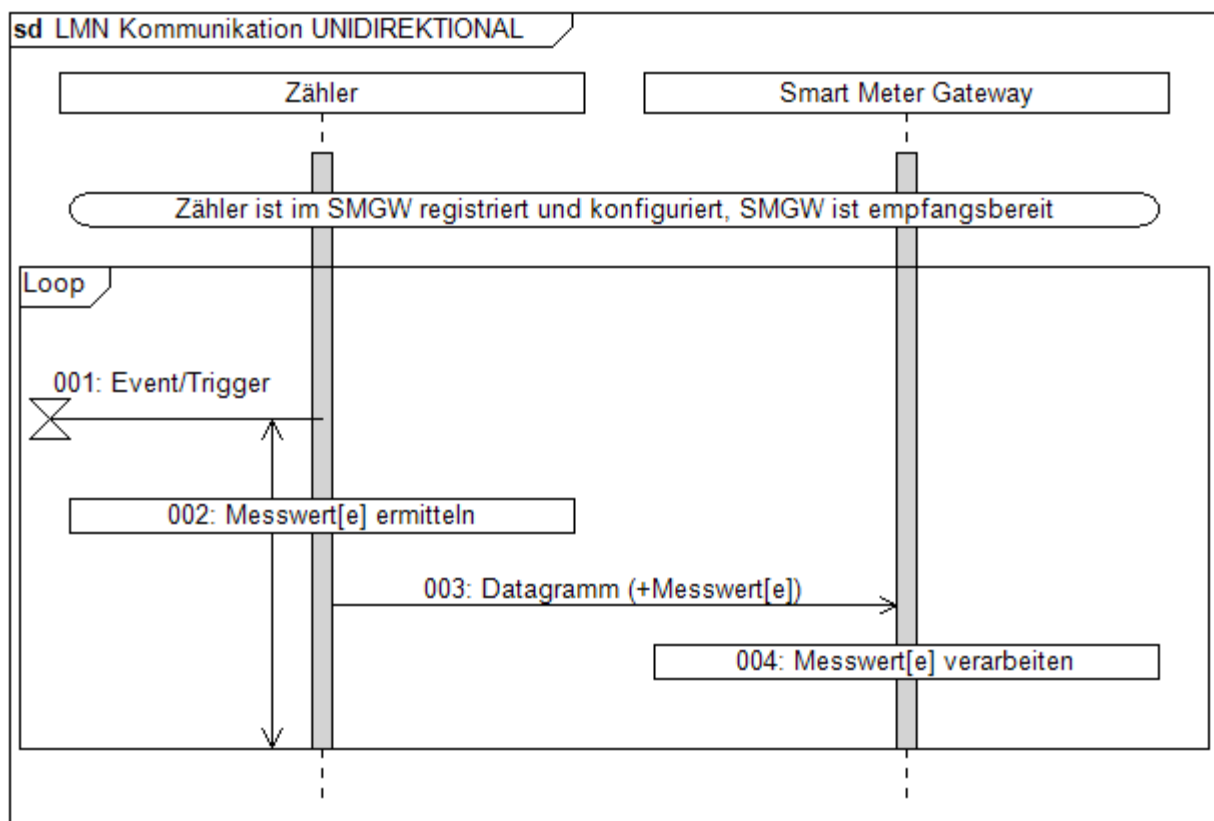 sd LMN Kommunikation UNIDIREKTIONAL
Zähler
Smart Meter Gateway
Zähler ist im SMGW registriert und konfiguriert, SMGW ist empfangsbereit
Loop
001: Event/Trigger
002: Messwert[e] ermitteln
003: Datagramm (+Messwert[e])
004: Messwert[e] verarbeiten